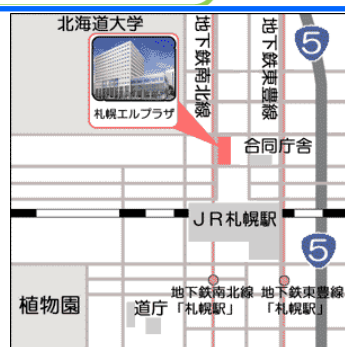 北海道大学
地下鉄南北線
地下鉄東豊線
5
札幌エルプラザ
合同庁舎
JR札幌駅
5
植物園
道庁
地下鉄南北線
「札幌駅」
地下鉄東豊線
「札幌駅」